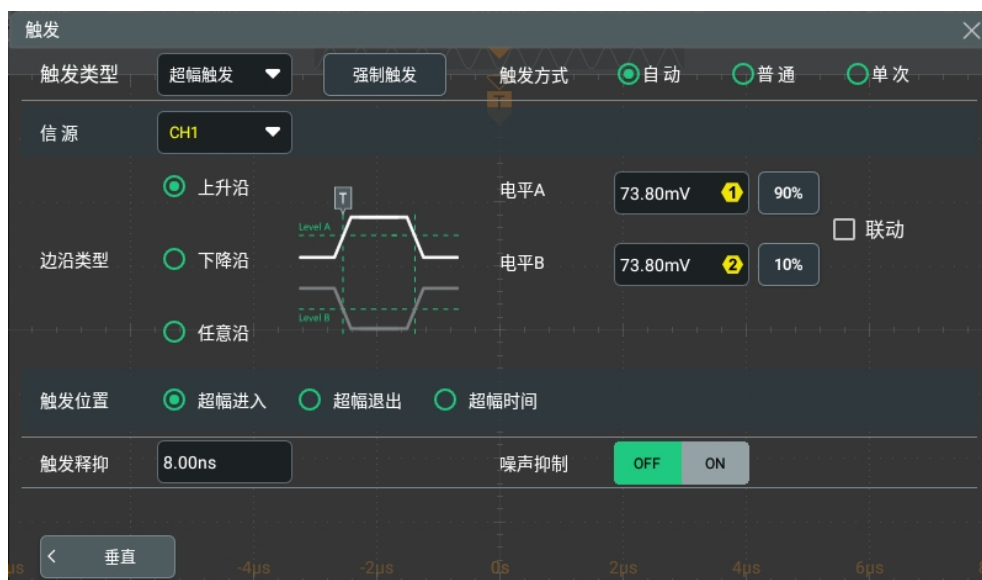 触发
触发类型 超幅触发 强制触发 触发方式 自动 普通 单次
T
信源 CH1
上升沿 电平A 73.80mV 1 90%
T
Level A
联动
边沿类型 下降沿 电平B 73.80mV 2 10%
Level B
任意沿
触发位置 超幅进入 超幅退出 超幅时间
触发释抑 8.00ns 噪声抑制 OFF ON
< 垂直
μs -4μs -2μs 0s 2μs 4μs 6μs